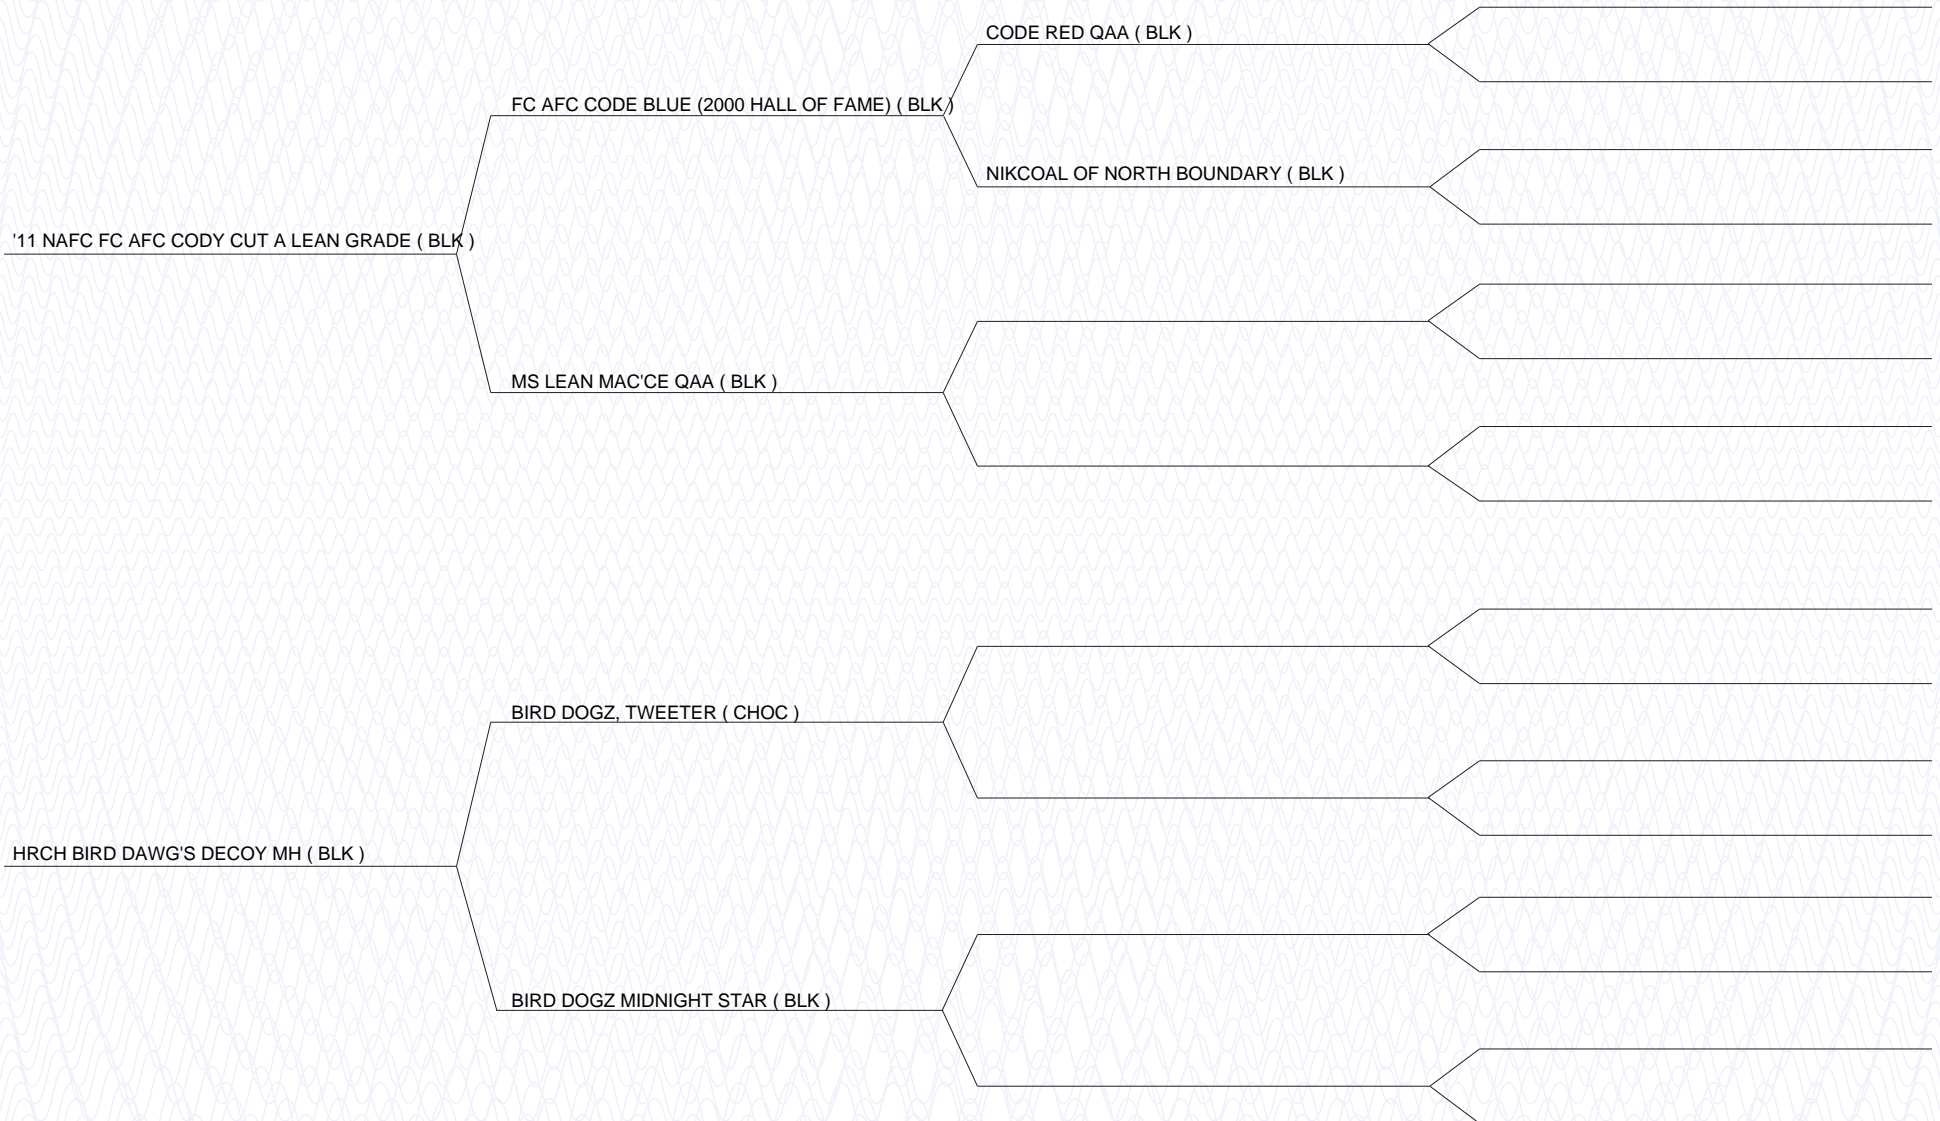 CODE RED QAA ( BLK )
FC AFC CODE BLUE (2000 HALL OF FAME) ( BLK )
NIKCOAL OF NORTH BOUNDARY ( BLK )
'11 NAFC FC AFC CODY CUT A LEAN GRADE ( BLK )
MS LEAN MAC'CE QAA ( BLK )
BIRD DOGZ, TWEETER ( CHOC )
HRCH BIRD DAWG'S DECOY MH ( BLK )
BIRD DOGZ MIDNIGHT STAR ( BLK )